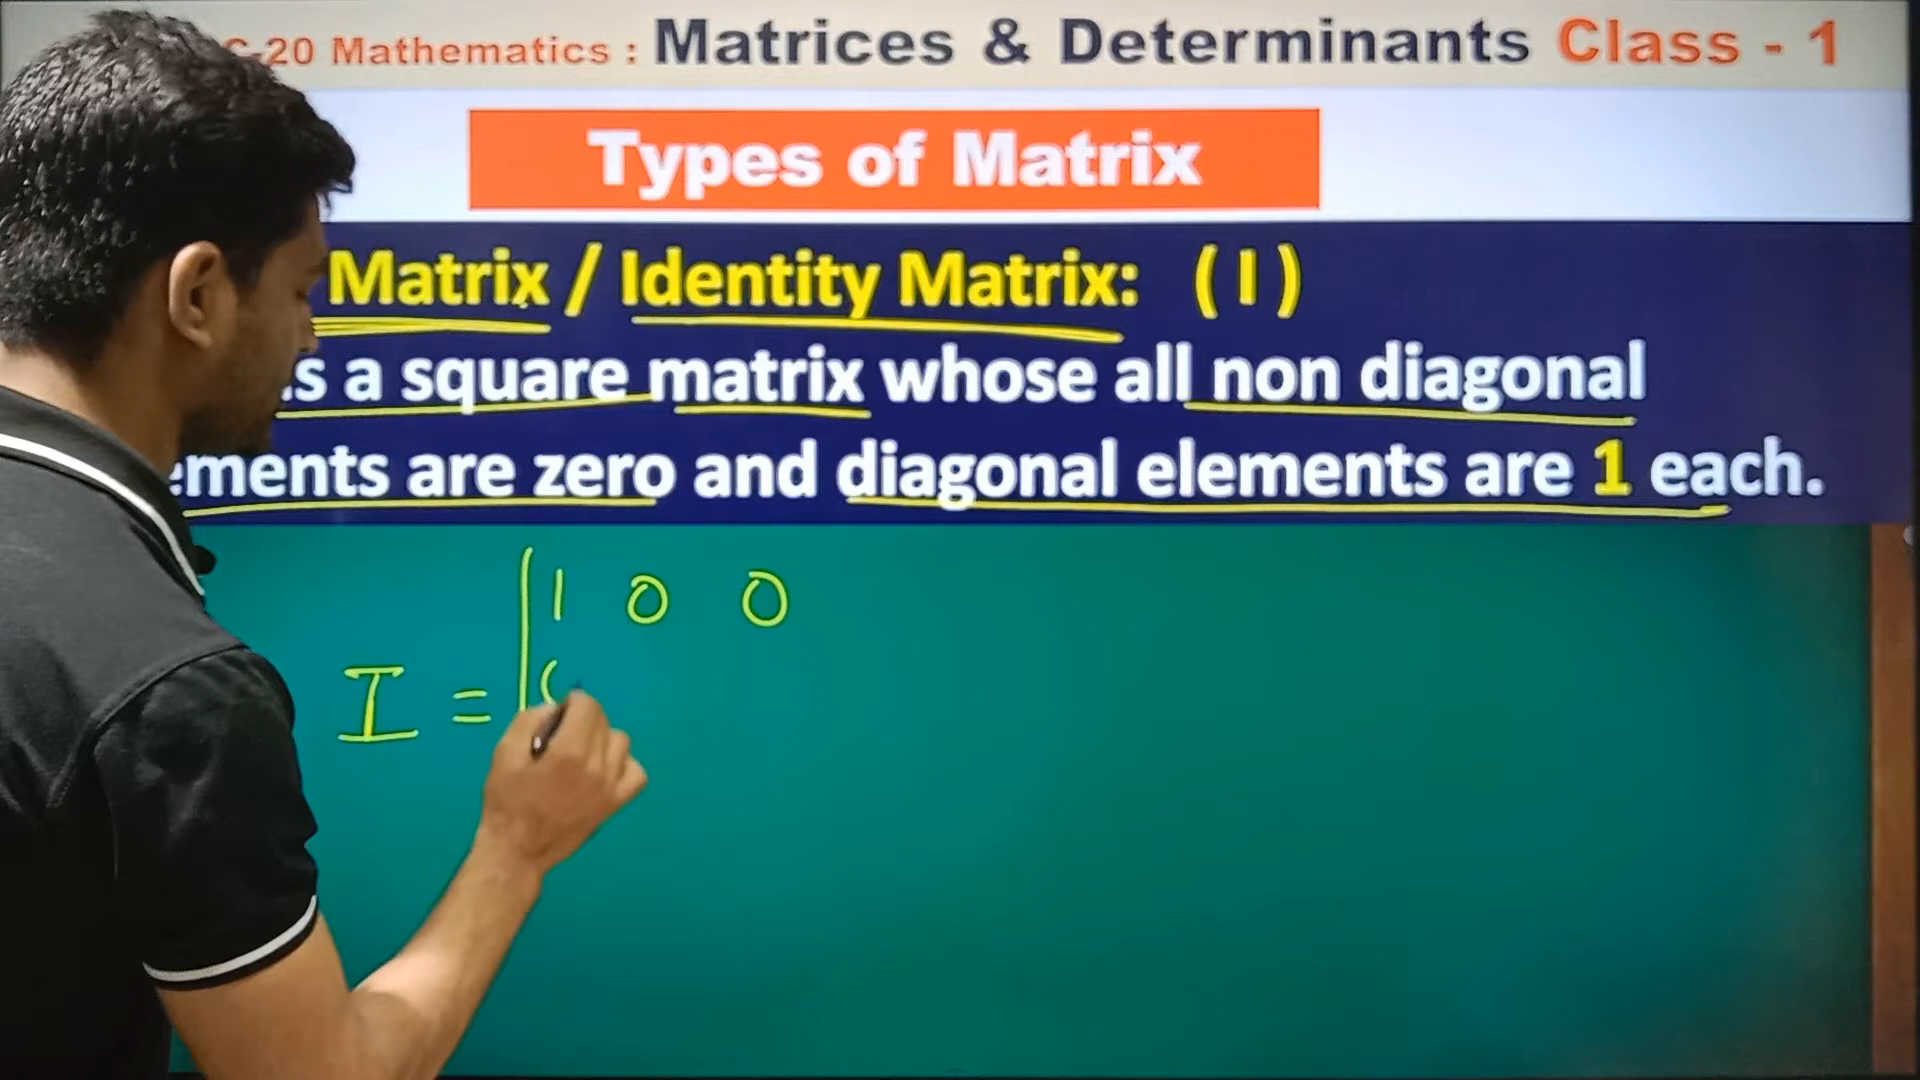 -20 Mathematics : Matrices & Determinants Class - 1
Types of Matrix
Matrix / Identity Matrix: ( I )
is a square matrix whose all non diagonal
ements are zero and diagonal elements are 1 each.
1 0 0
I =